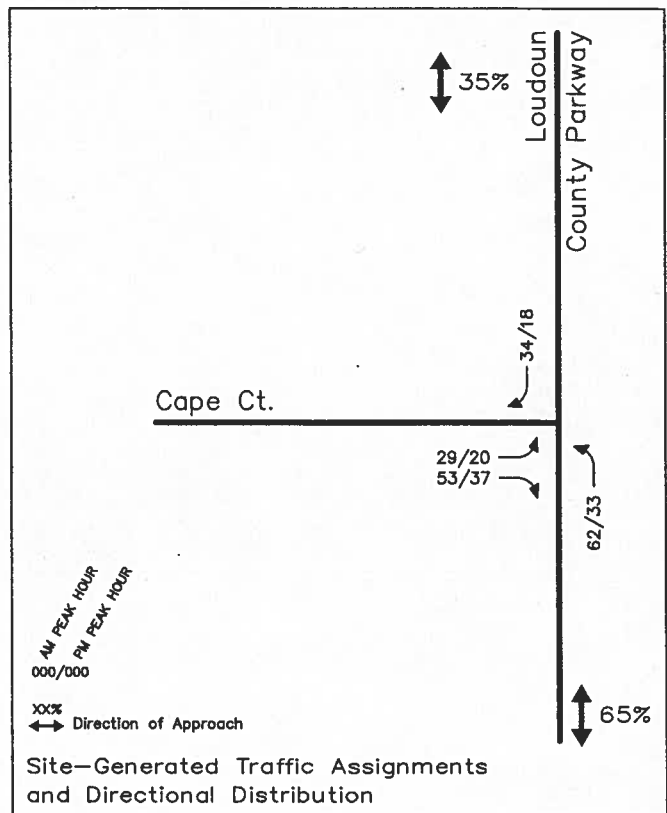 35%
Loudoun
County Parkway
34/18
Cape Ct.
29/20
53/37
62/33
AM PEAK HOUR
PM PEAK HOUR
000/000
XX%
Direction of Approach
65%
Site-Generated Traffic Assignments
and Directional Distribution